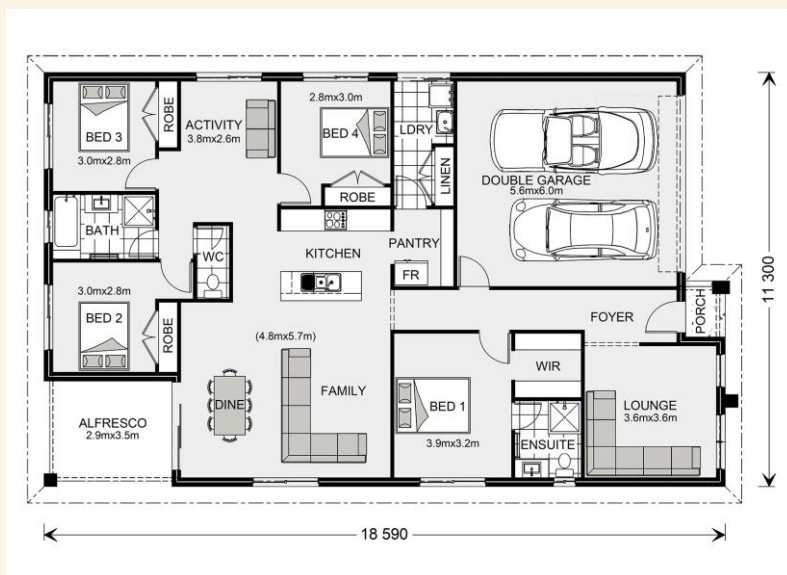 BED 3
3.0mx2.8m
ROBE
ACTIVITY
3.8mx2.6m
2.8mx3.0m
BED 4
ROBE
LDRY
LINEN
DOUBLE GARAGE
5.6mx6.0m
BATH
WC
KITCHEN
PANTRY
FR
3.0mx2.8m
BED 2
ROBE
(4.8mx5.7m)
DINE
FAMILY
FOYER
PORCH
WIR
BED 1
3.9mx3.2m
ENSUITE
LOUNGE
3.6mx3.6m
ALFRESCO
2.9mx3.5m
11 300
18 590